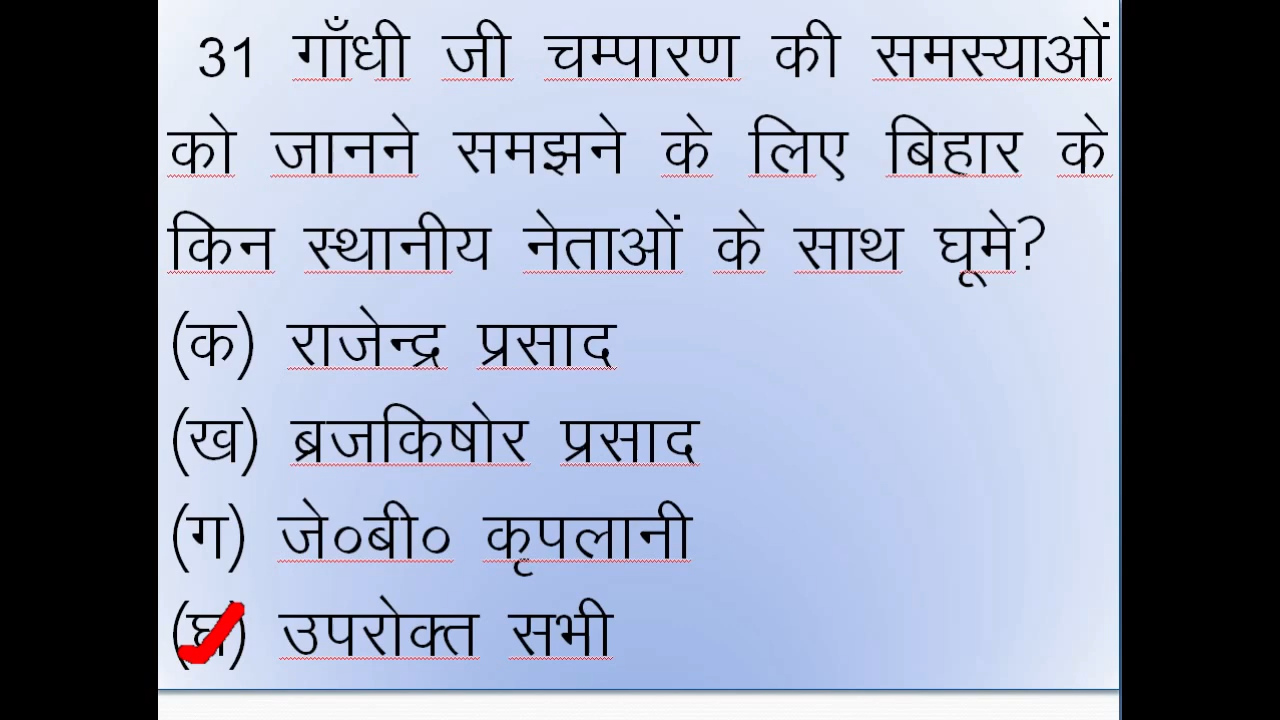 31 गाँधी जी चम्पारण की समस्याओं
को जानने समझने के लिए बिहार के
किन स्थानीय नेताओं के साथ घूमे?
(क) राजेन्द्र प्रसाद
(ख) ब्रजकिषोर प्रसाद
(ग) जे०बी० कृपलानी
(घ) उपरोक्त सभी